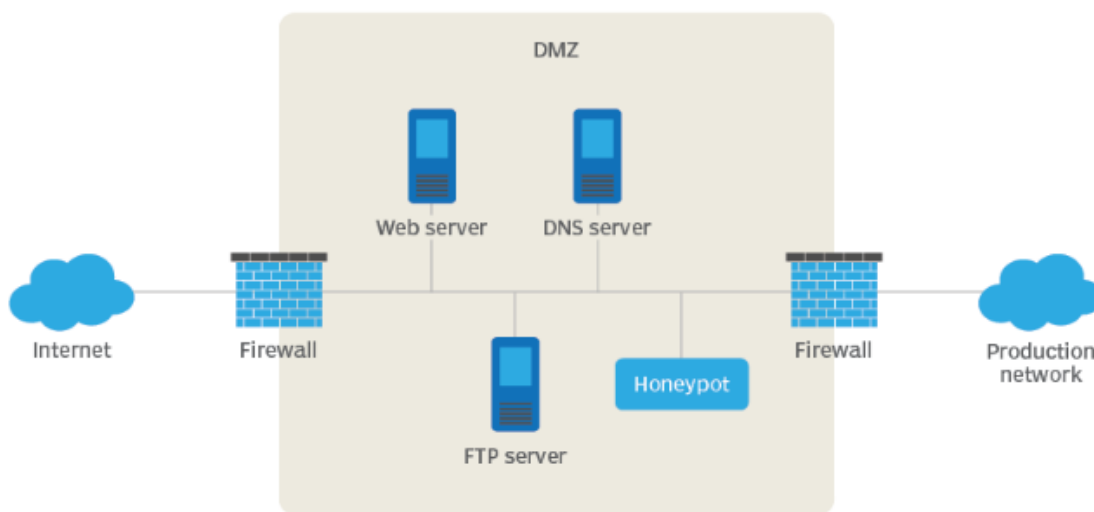 DMZ
Web server
DNS server
Internet
Firewall
Firewall
Production
network
Honeypot
FTP server